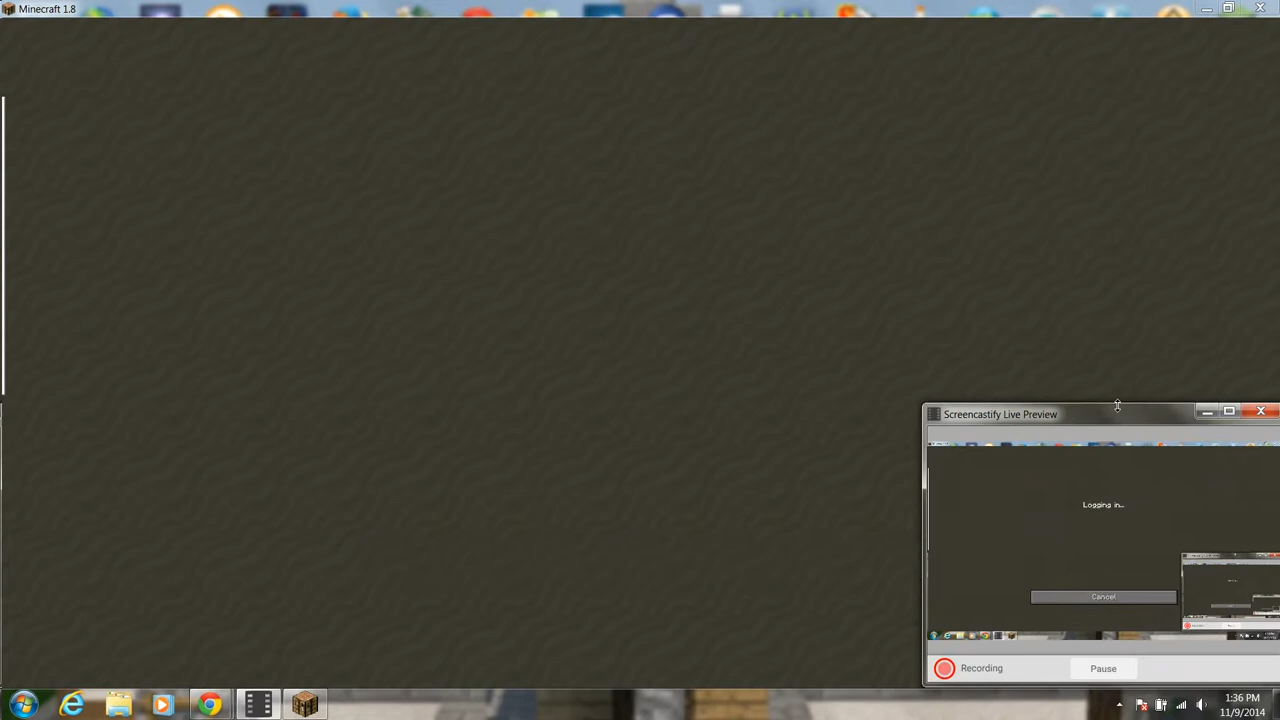 Minecraft 1.8
Screencastify Live Preview
Logging in...
Cancel
Recording
Pause
1:36 PM
11/9/2014